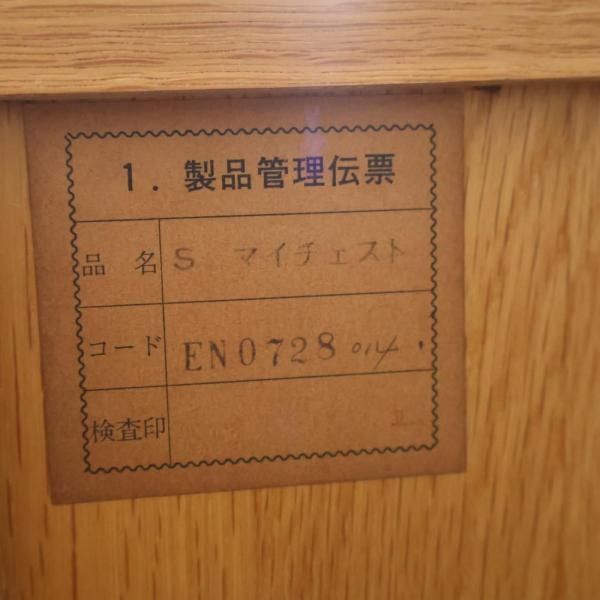 1. 製品管理伝票
品名 S マイチェスト
コード EN0728 014
検査印